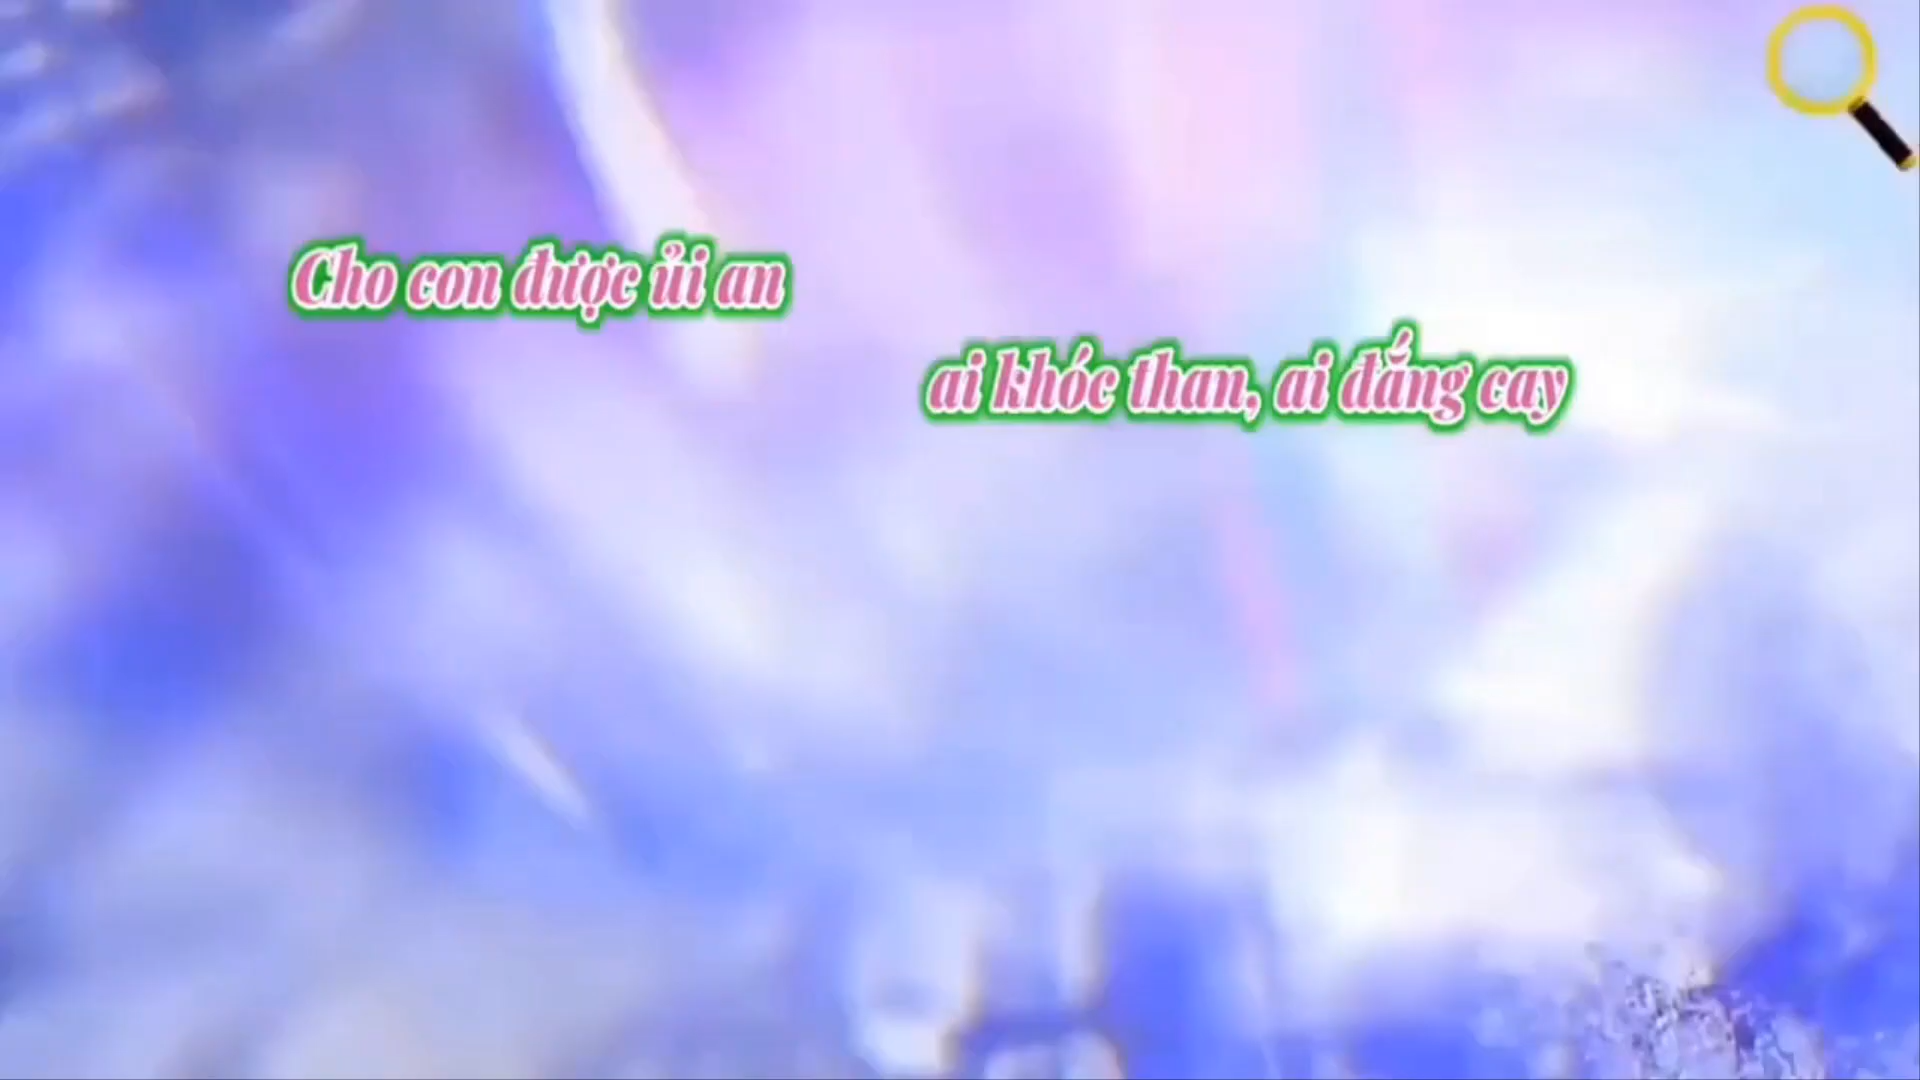 Cho con được ủi an
ai khóc than, ai đắng cay